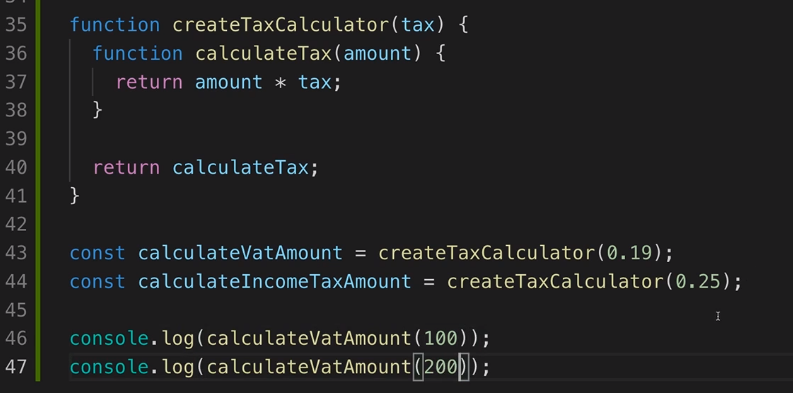 35 function createTaxCalculator(tax) {
36 function calculateTax(amount) {
37 return amount * tax;
38 }
39
40 return calculateTax;
41 }
42
43 const calculateVatAmount = createTaxCalculator(0.19);
44 const calculateIncomeTaxAmount = createTaxCalculator(0.25);
45
46 console.log(calculateVatAmount(100));
47 console.log(calculateVatAmount(200));